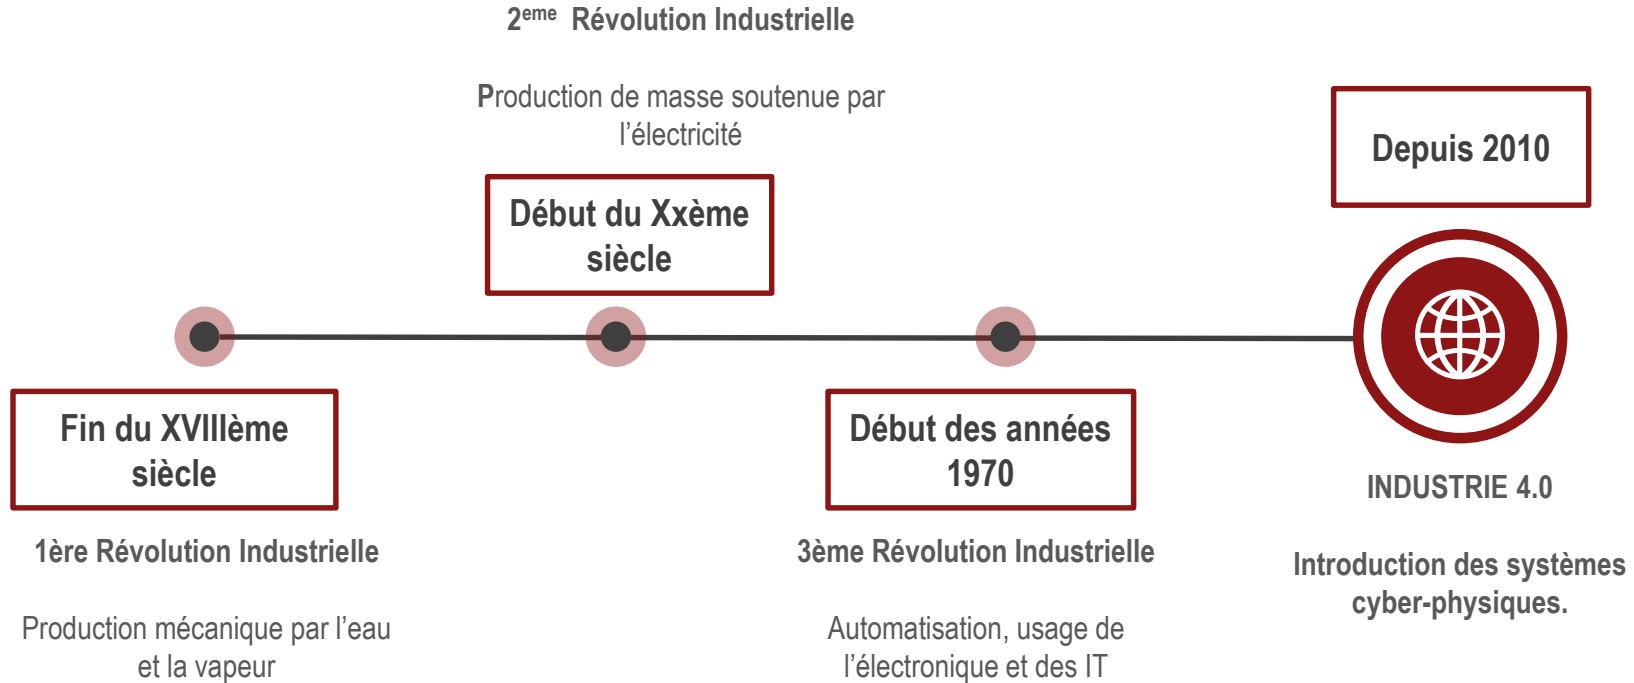 2eme Révolution Industrielle
Production de masse soutenue par
l’électricité
Début du Xxème
siècle
Depuis 2010
Fin du XVIIIème
siècle
1ère Révolution Industrielle
Production mécanique par l’eau
et la vapeur
Début des années
1970
3ème Révolution Industrielle
Automatisation, usage de
l’électronique et des IT
INDUSTRIE 4.0
Introduction des systèmes
cyber-physiques.